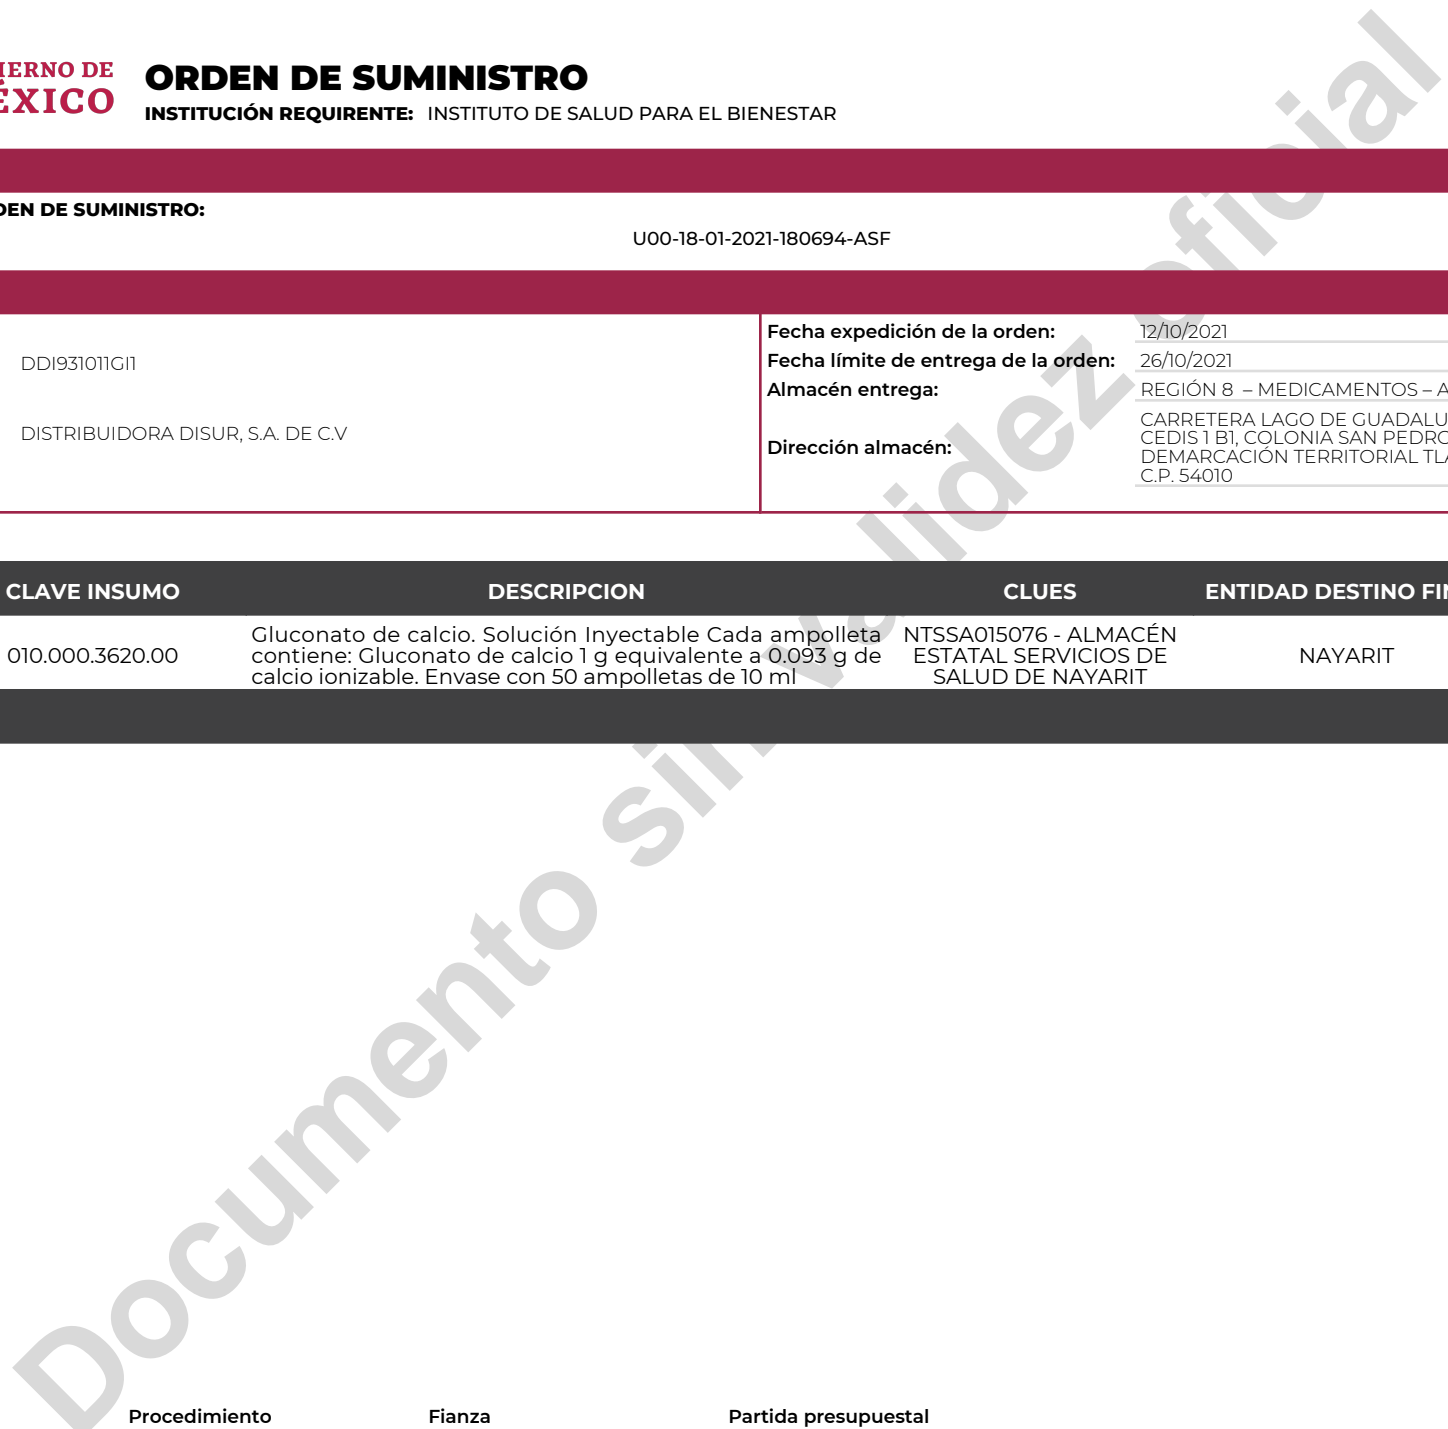 IERNO DE
ÉXICO
ORDEN DE SUMINISTRO
INSTITUCIÓN REQUIRENTE: INSTITUTO DE SALUD PARA EL BIENESTAR
DEN DE SUMINISTRO:
U00-18-01-2021-180694-ASF
DDI931011GI1
DISTRIBUIDORA DISUR, S.A. DE C.V
Fecha expedición de la orden: 12/10/2021
Fecha límite de entrega de la orden: 26/10/2021
Almacén entrega: REGIÓN 8 – MEDICAMENTOS – A
Dirección almacén:
CARRETERA LAGO DE GUADALU
CEDIS 1 B1, COLONIA SAN PEDRO
DEMARCACIÓN TERRITORIAL TLA
C.P. 54010
CLAVE INSUMO DESCRIPCION CLUES ENTIDAD DESTINO FIN
010.000.3620.00
Gluconato de calcio. Solución Inyectable Cada ampolleta
contiene: Gluconato de calcio 1 g equivalente a 0.093 g de
calcio ionizable. Envase con 50 ampolletas de 10 ml
NTSSA015076 - ALMACÉN
ESTATAL SERVICIOS DE
SALUD DE NAYARIT
NAYARIT
Documento sin validez oficial
Procedimiento Fianza Partida presupuestal